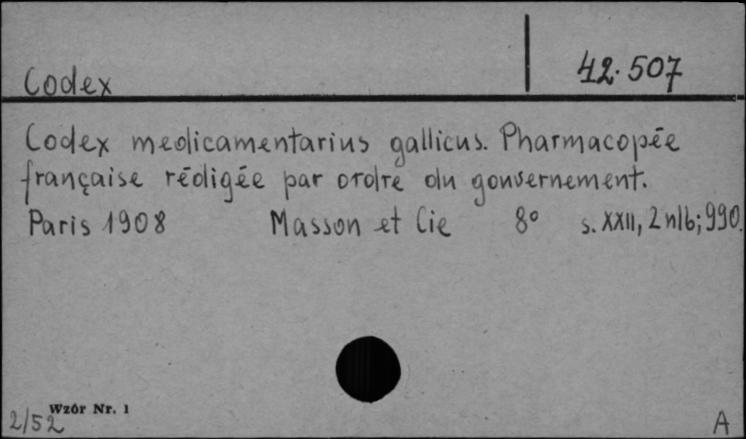 Codex 42.507
Codex medicamentarius gallicus. Pharmacopée
française rédigée par ordre du gouvernement.
Paris 1908 Masson et Cie 8° s. XXII, 2 nlb; 990.
Wzór Nr. 1
2/52 A